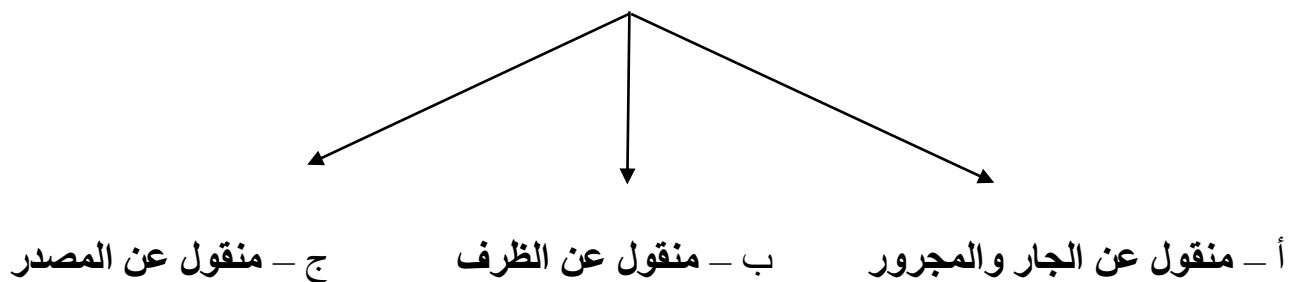 أ – منقول عن الجار والمجرور ب – منقول عن الظرف ج – منقول عن المصدر